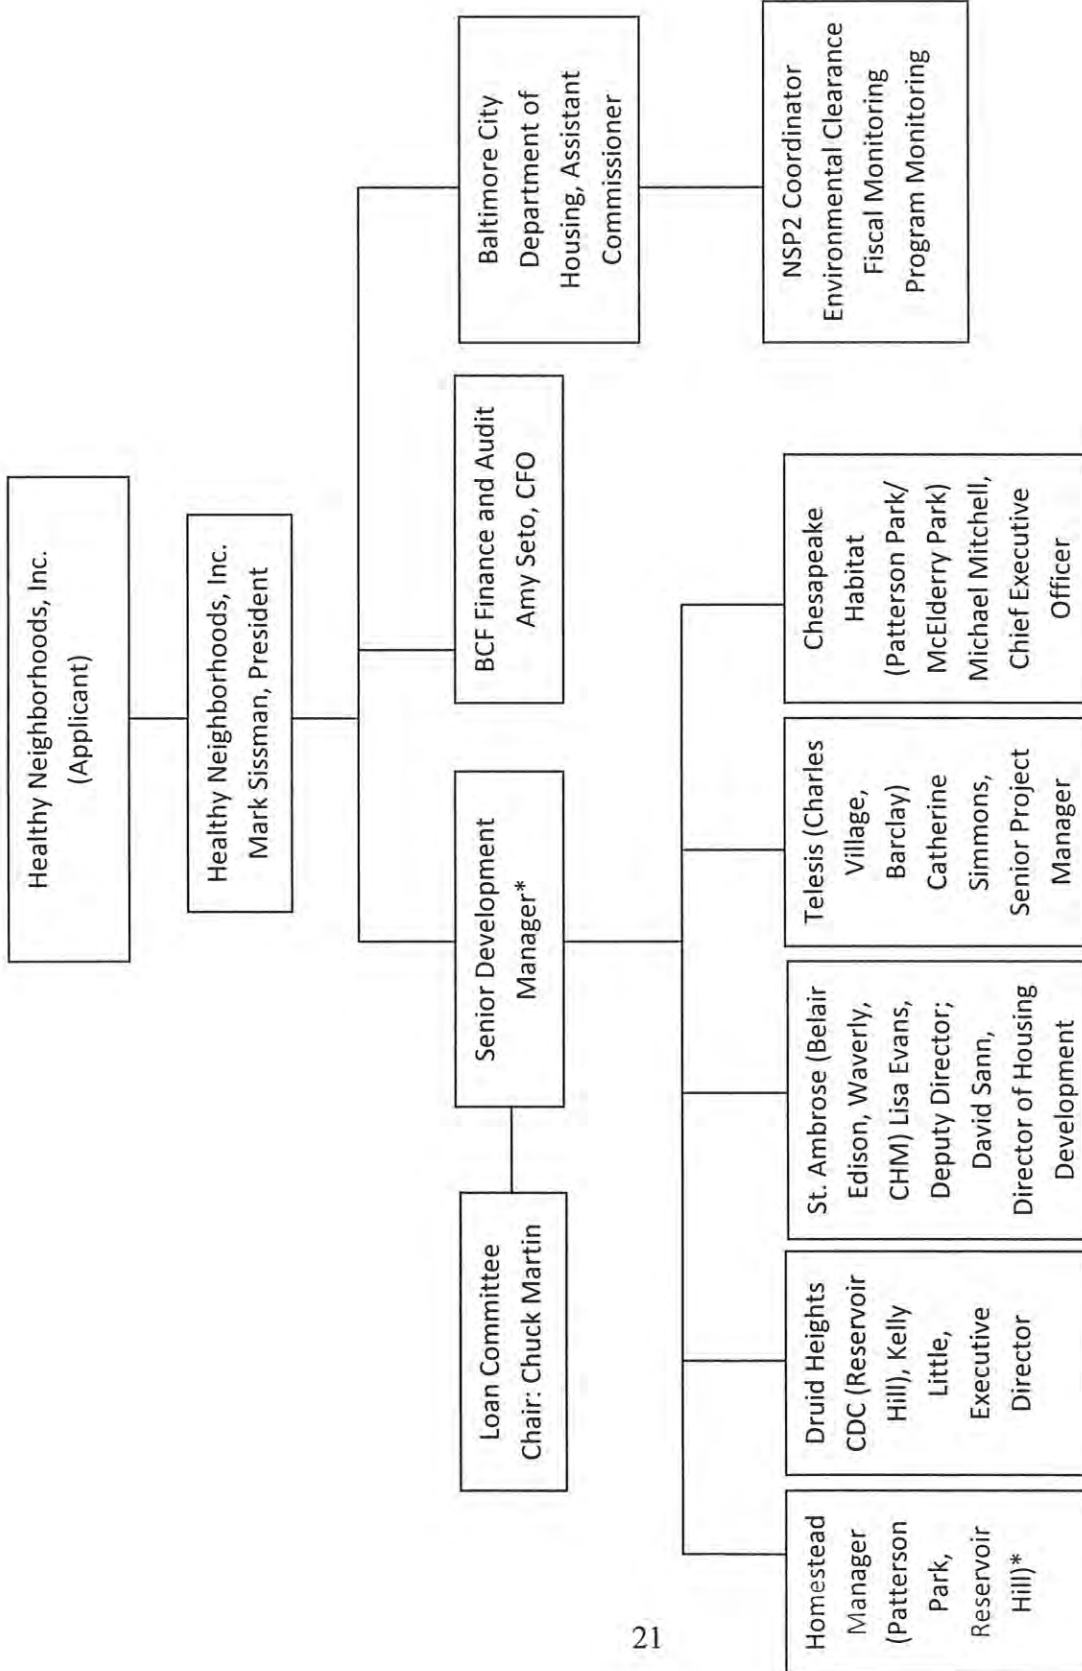 Healthy Neighborhoods, Inc.
(Applicant)
Healthy Neighborhoods, Inc.
Mark Sissman, President
Loan Committee
Chair: Chuck Martin
Senior Development
Manager*
BCF Finance and Audit
Amy Seto, CFO
Baltimore City
Department of
Housing, Assistant
Commissioner
NSP2 Coordinator
Environmental Clearance
Fiscal Monitoring
Program Monitoring
Homestead
Manager
(Patterson
Park,
Reservoir
Hill)*
Druid Heights
CDC (Reservoir
Hill), Kelly
Little,
Executive
Director
St. Ambrose (Belair
Edison, Waverly,
CHM) Lisa Evans,
Deputy Director;
David Sann,
Director of Housing
Development
Telesis (Charles
Village,
Barclay)
Catherine
Simmons,
Senior Project
Manager
Chesapeake
Habitat
(Patterson Park/
McElderry Park)
Michael Mitchell,
Chief Executive
Officer
21